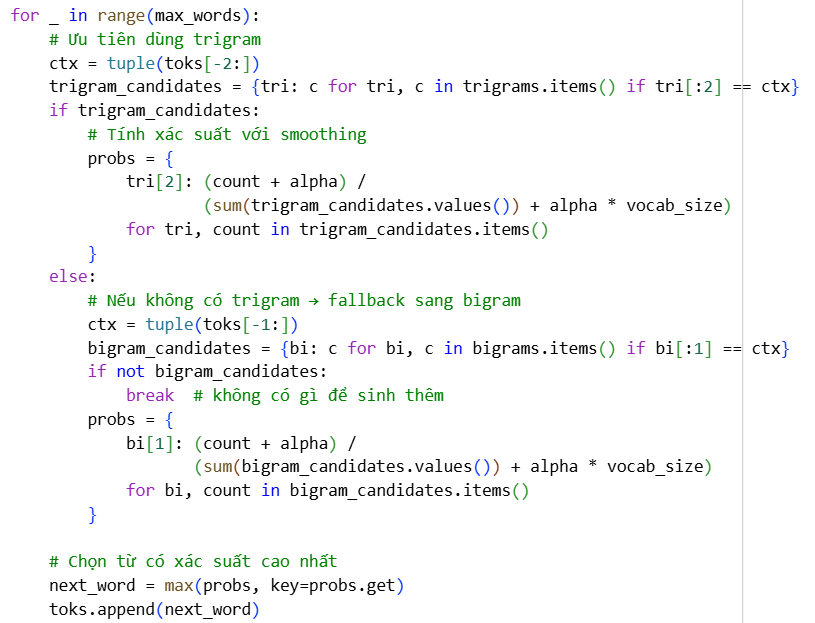 for _ in range(max_words):
    # Ưu tiên dùng trigram
    ctx = tuple(toks[-2:])
    trigram_candidates = {tri: c for tri, c in trigrams.items() if tri[:2] == ctx}
    if trigram_candidates:
        # Tính xác suất với smoothing
        probs = {
            tri[2]: (count + alpha) /
                    (sum(trigram_candidates.values()) + alpha * vocab_size)
            for tri, count in trigram_candidates.items()
        }
    else:
        # Nếu không có trigram → fallback sang bigram
        ctx = tuple(toks[-1:])
        bigram_candidates = {bi: c for bi, c in bigrams.items() if bi[:1] == ctx}
        if not bigram_candidates:
            break  # không có gì để sinh thêm
        probs = {
            bi[1]: (count + alpha) /
                   (sum(bigram_candidates.values()) + alpha * vocab_size)
            for bi, count in bigram_candidates.items()
        }

    # Chọn từ có xác suất cao nhất
    next_word = max(probs, key=probs.get)
    toks.append(next_word)